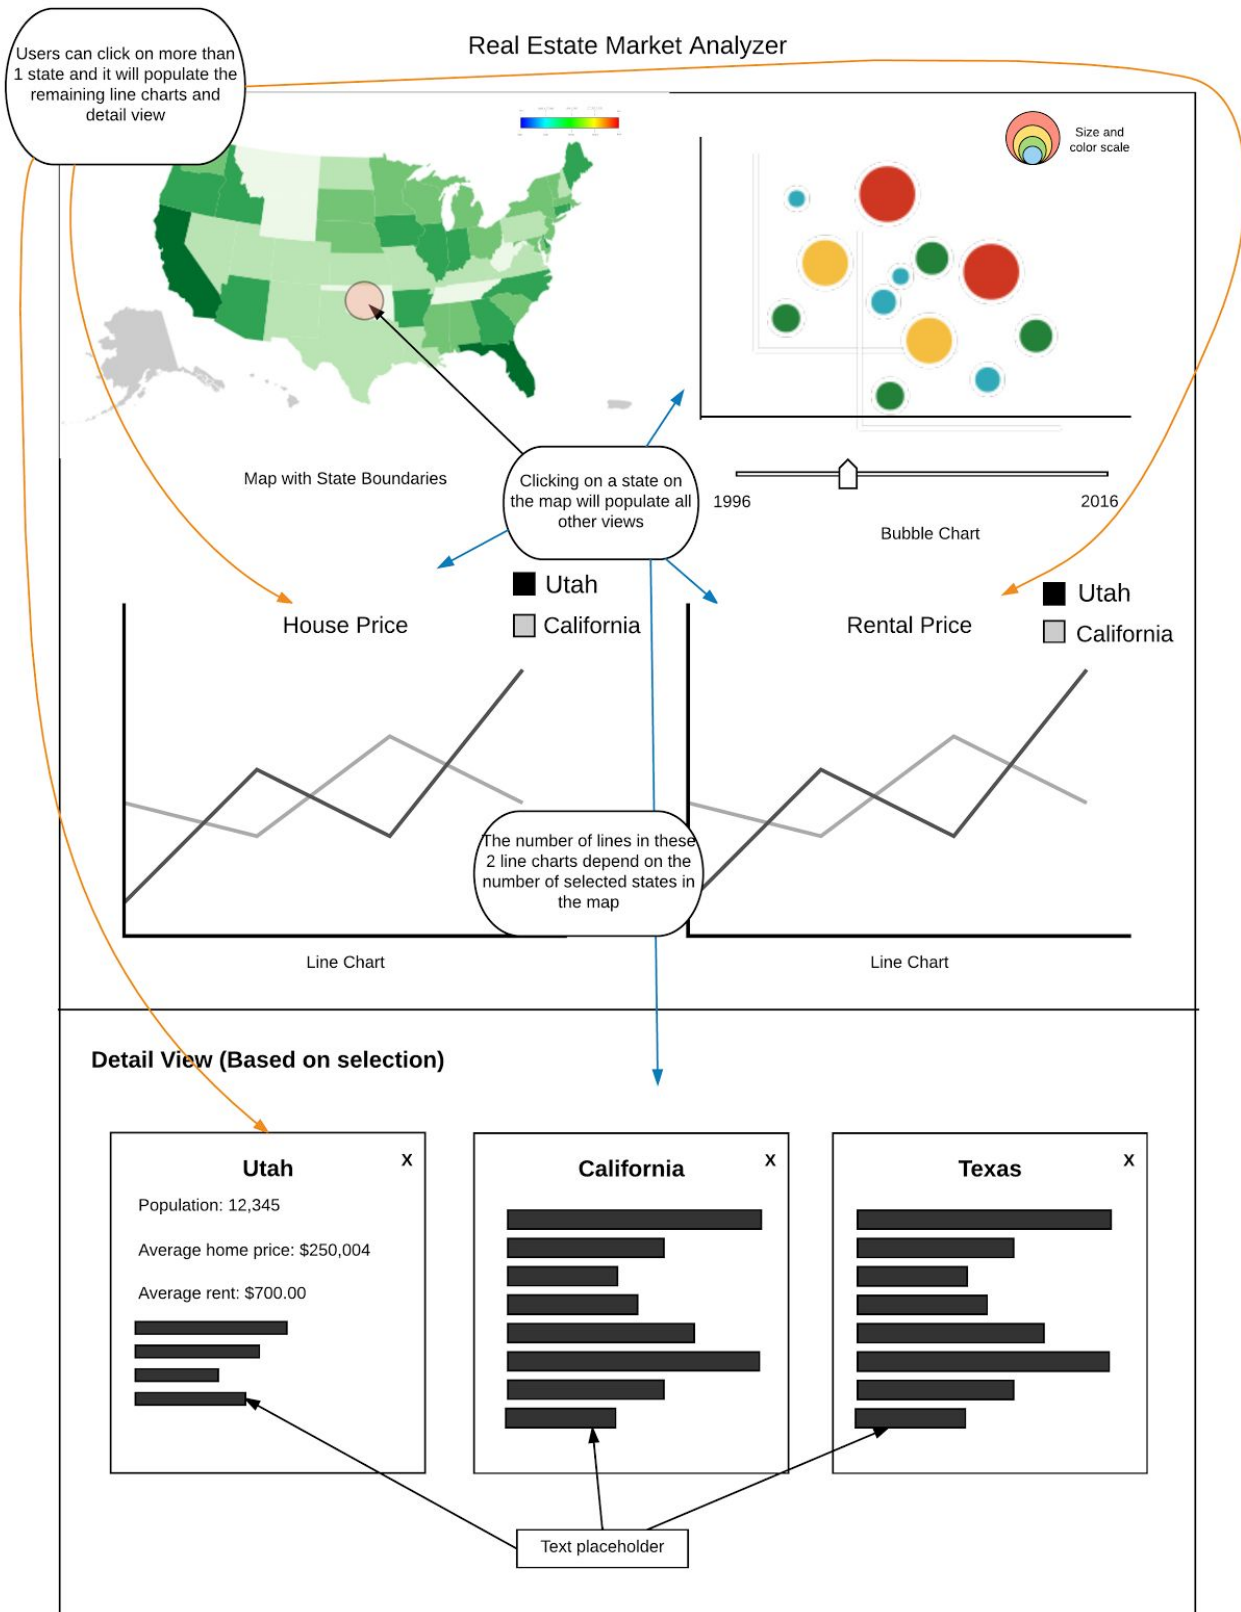 Real Estate Market Analyzer
Users can click on more than
1 state and it will populate the
remaining line charts and
detail view
Size and
color scale
Map with State Boundaries
Clicking on a state on
the map will populate all
other views
1996
2016
Bubble Chart
Utah
California
House Price
Utah
California
Rental Price
The number of lines in these
2 line charts depend on the
number of selected states in
the map
Line Chart
Line Chart
Detail View (Based on selection)
Utah
X
Population: 12,345
Average home price: $250,004
Average rent: $700.00
California
X
Texas
X
Text placeholder